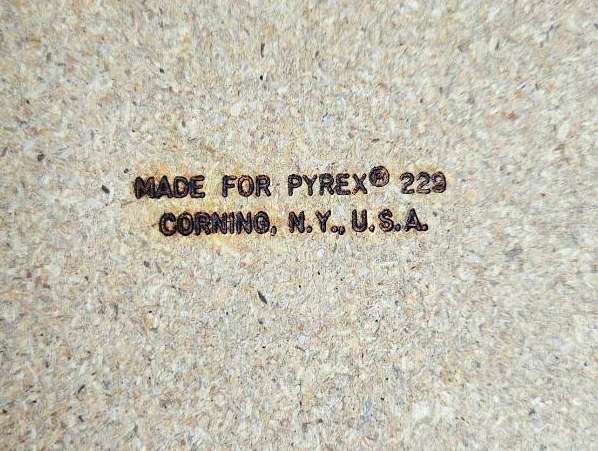 MADE FOR PYREX® 229
CORNING, N.Y., U.S.A.